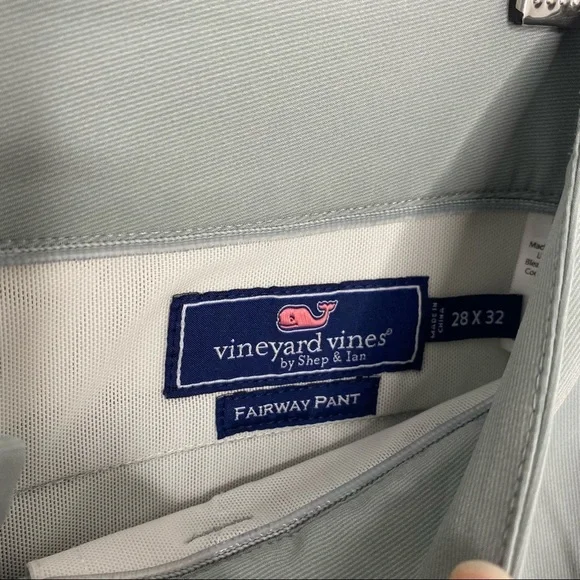 vineyard vines®
by Shep & Ian
FAIRWAY PANT
MADE IN
CHINA
28 X 32